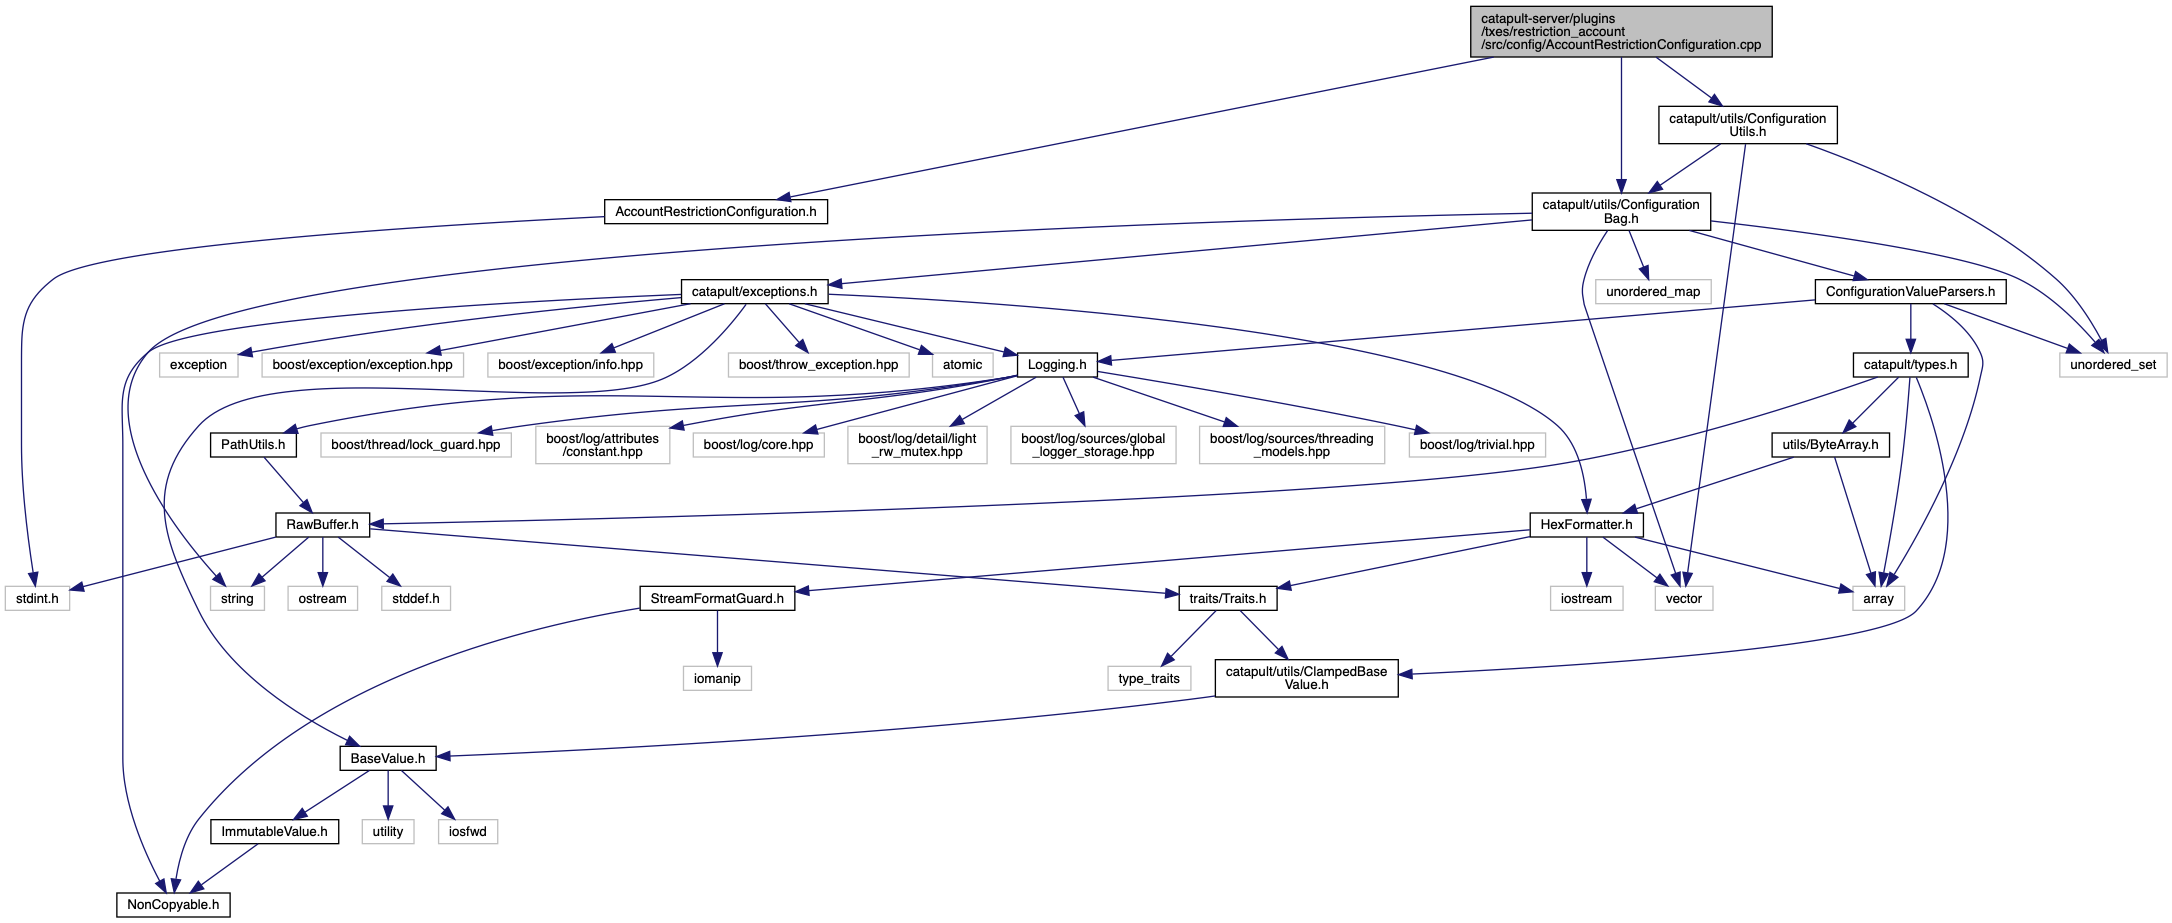 catapult-server/plugins
/txes/restriction_account
/src/config/AccountRestrictionConfiguration.cpp
catapult/utils/Configuration
Utils.h
AccountRestrictionConfiguration.h
catapult/utils/Configuration
Bag.h
catapult/exceptions.h
unordered_map
ConfigurationValueParsers.h
exception
boost/exception/exception.hpp
boost/exception/info.hpp
boost/throw_exception.hpp
atomic
Logging.h
catapult/types.h
unordered_set
PathUtils.h
boost/thread/lock_guard.hpp
boost/log/attributes
/constant.hpp
boost/log/core.hpp
boost/log/detail/light
_rw_mutex.hpp
boost/log/sources/global
_logger_storage.hpp
boost/log/sources/threading
_models.hpp
boost/log/trivial.hpp
utils/ByteArray.h
RawBuffer.h
HexFormatter.h
stdint.h
string
ostream
stddef.h
StreamFormatGuard.h
traits/Traits.h
iostream
vector
array
iomanip
type_traits
catapult/utils/ClampedBase
Value.h
BaseValue.h
ImmutableValue.h
utility
iosfwd
NonCopyable.h